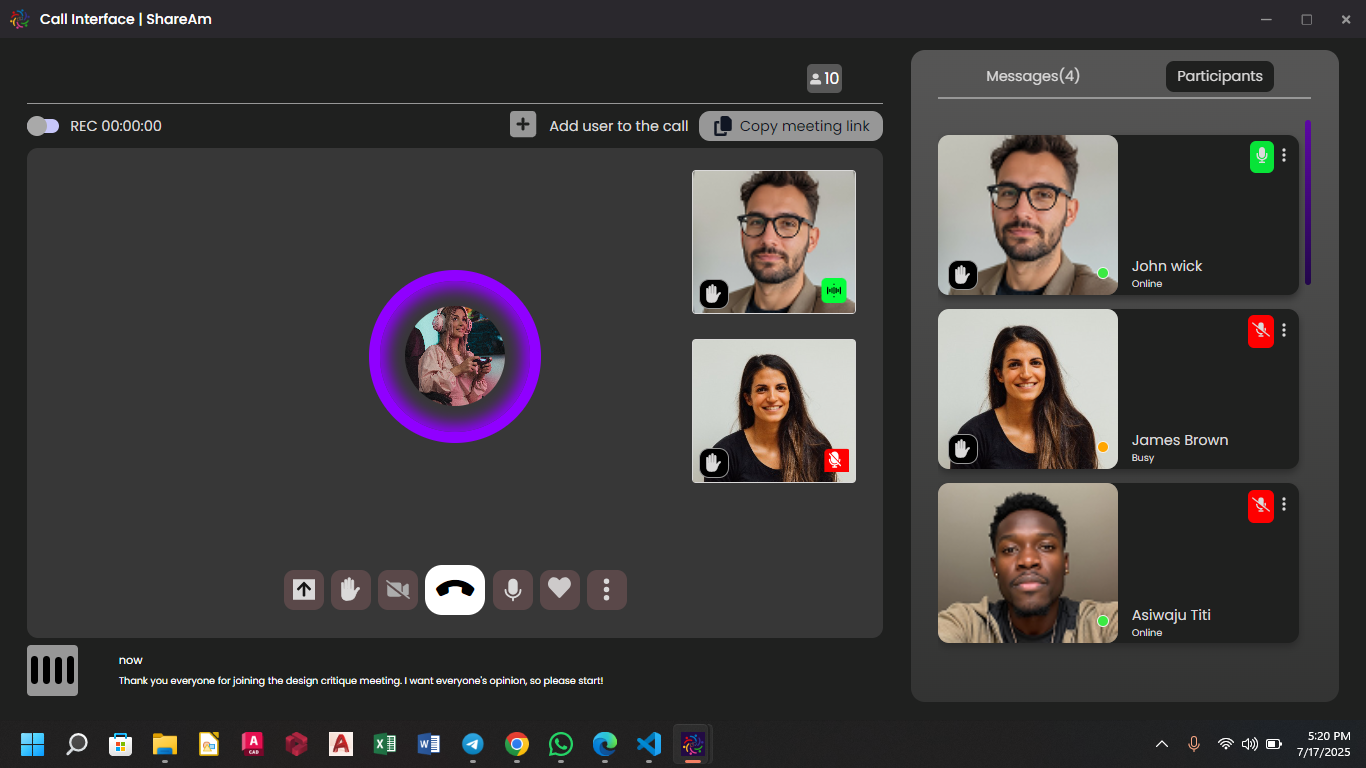 Call Interface | ShareAm
10
REC 00:00:00
Add user to the call
Copy meeting link
now
Thank you everyone for joining the design critique meeting. I want everyone's opinion, so please start!
Messages(4)
Participants
John wick
Online
James Brown
Busy
Asiwaju Titi
Online
5:20 PM
7/17/2025